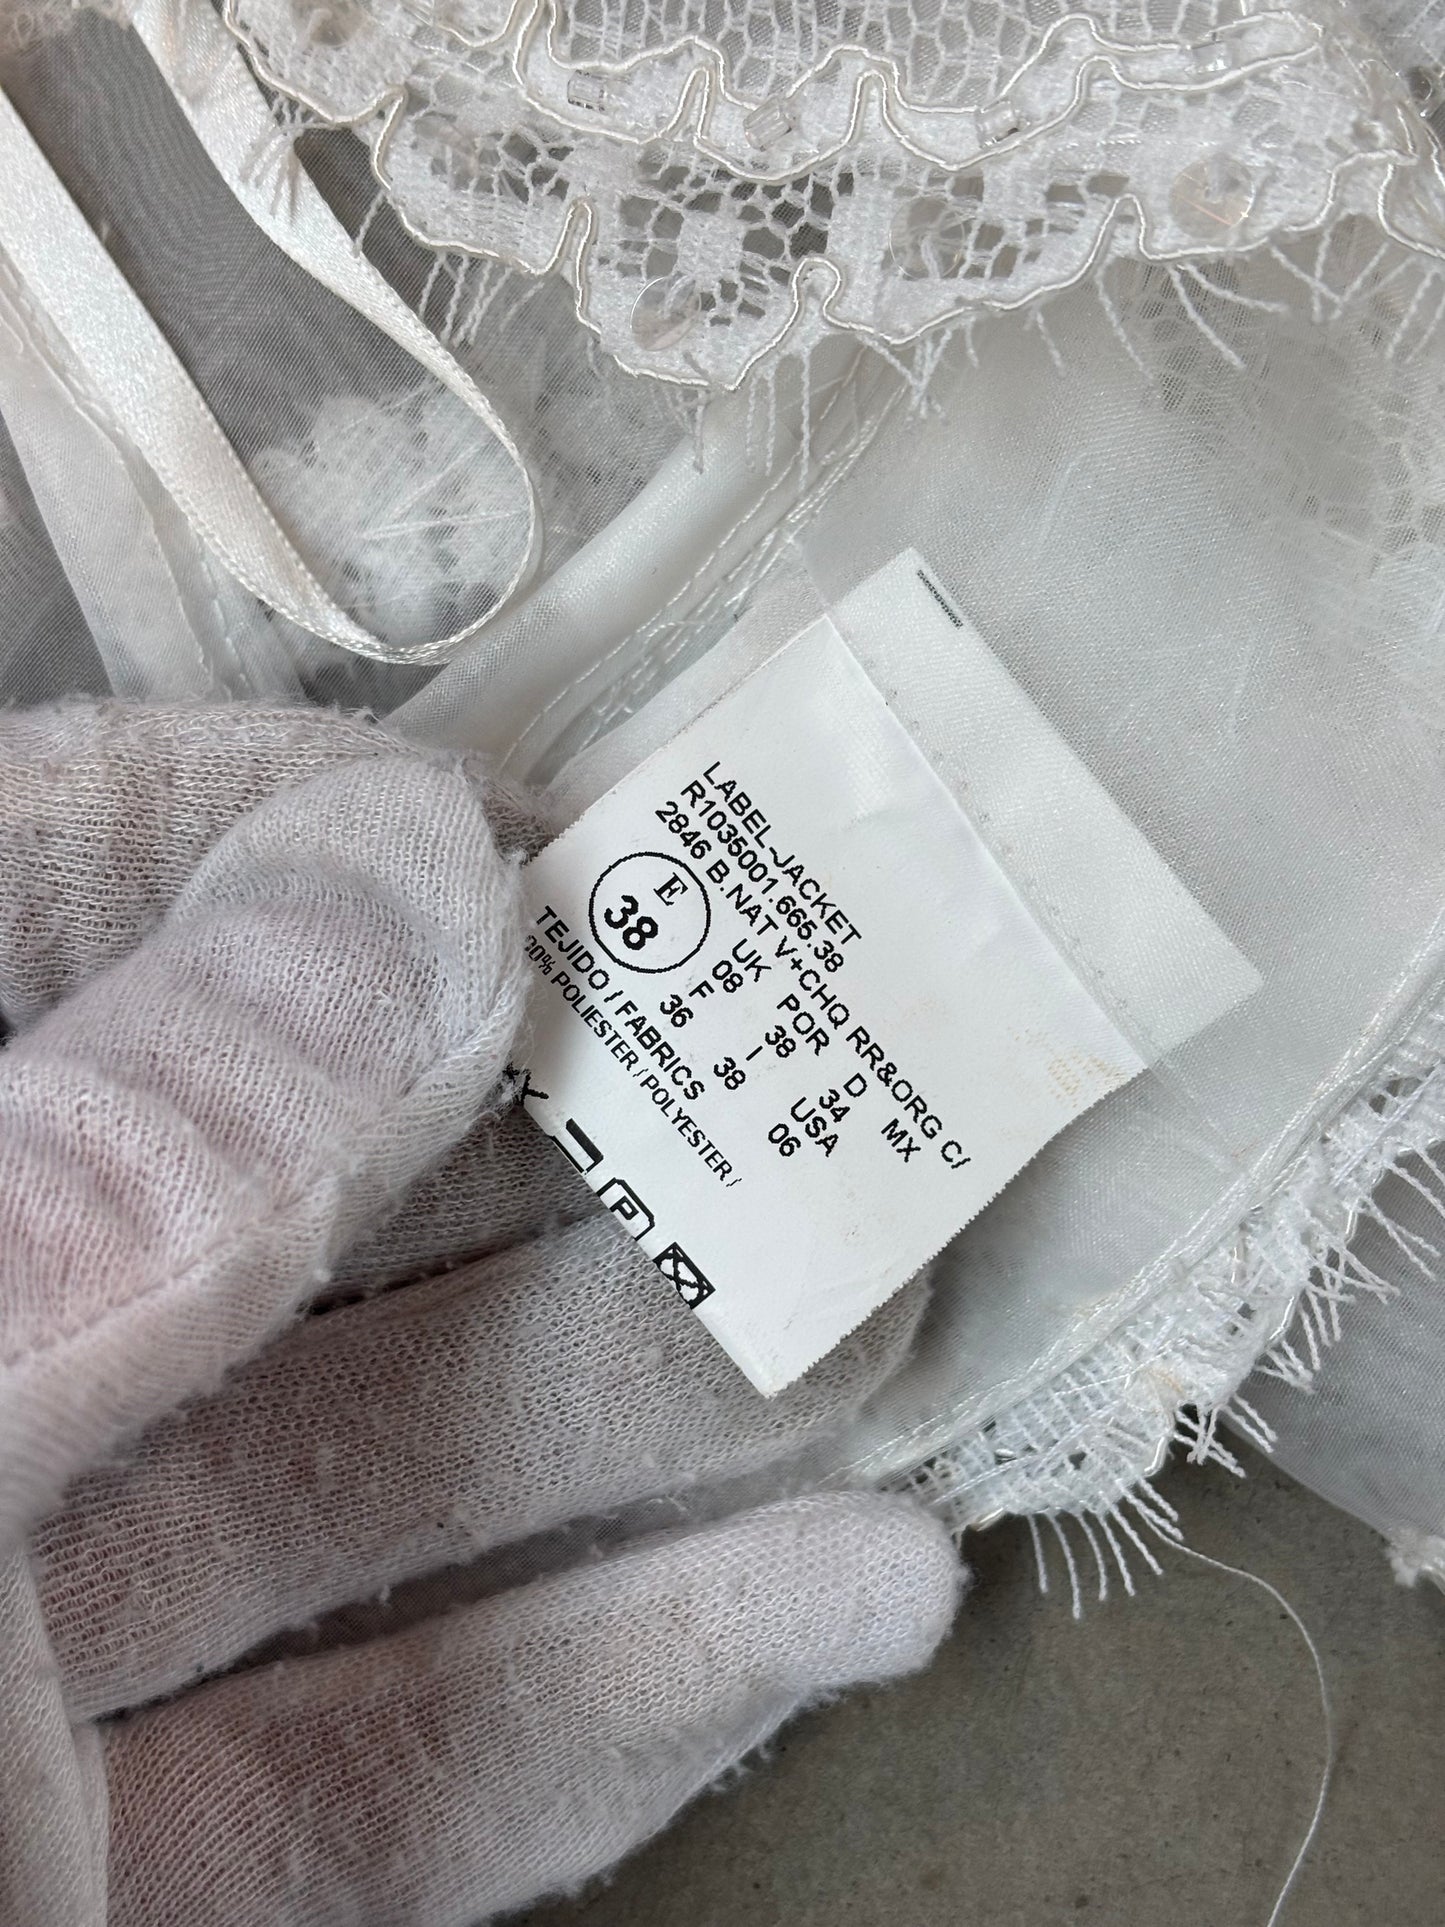 LABEL-JACKET
R1035001.665.38
2846 B.NAT V+CHQ RR&ORG C/
E
38
UK POR D MX
08 38 34
F I USA
36 38 06
TEJIDO / FABRICS
00% POLIESTER / POLYESTER /
P